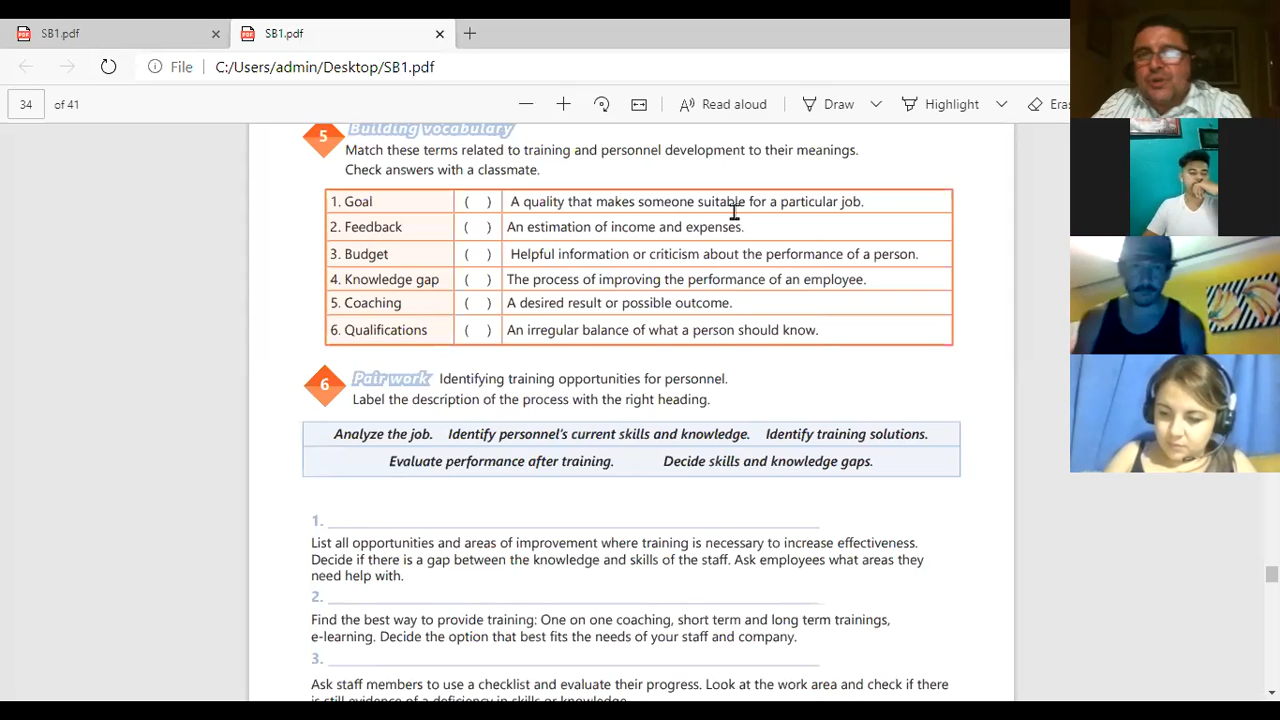 SB1.pdf
SB1.pdf
File C:/Users/admin/Desktop/SB1.pdf
34 of 41 Read aloud Draw Highlight Eras
5 Building vocabulary
Match these terms related to training and personnel development to their meanings.
Check answers with a classmate.
1. Goal ( ) A quality that makes someone suitable for a particular job.
2. Feedback ( ) An estimation of income and expenses.
3. Budget ( ) Helpful information or criticism about the performance of a person.
4. Knowledge gap ( ) The process of improving the performance of an employee.
5. Coaching ( ) A desired result or possible outcome.
6. Qualifications ( ) An irregular balance of what a person should know.
6 Pair work Identifying training opportunities for personnel.
Label the description of the process with the right heading.
Analyze the job. Identify personnel's current skills and knowledge. Identify training solutions.
Evaluate performance after training. Decide skills and knowledge gaps.
1.
List all opportunities and areas of improvement where training is necessary to increase effectiveness.
Decide if there is a gap between the knowledge and skills of the staff. Ask employees what areas they
need help with.
2.
Find the best way to provide training: One on one coaching, short term and long term trainings,
e-learning. Decide the option that best fits the needs of your staff and company.
3.
Ask staff members to use a checklist and evaluate their progress. Look at the work area and check if there
is still evidence of a deficiency in skills or knowledge.